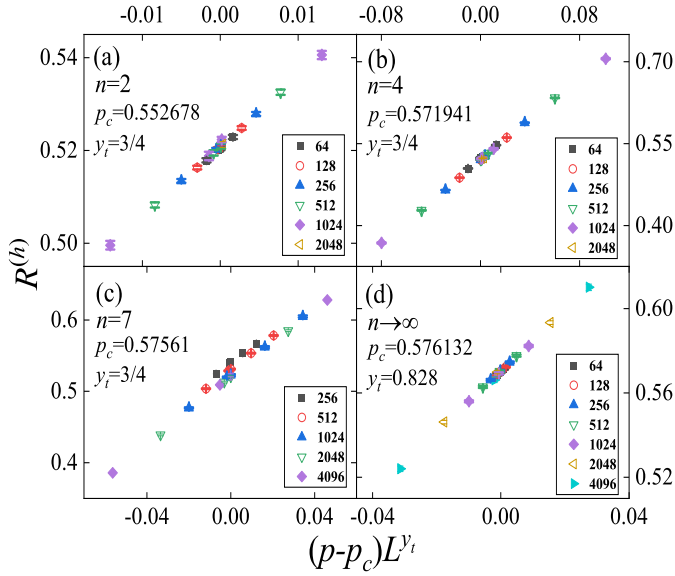 -0.01 0.00 0.01 -0.08 0.00 0.08
0.54
0.52
0.50
(a)
n=2
p_c=0.552678
y_t=3/4
64
128
256
512
1024
2048
(b)
n=4
p_c=0.571941
y_t=3/4
64
128
256
512
1024
2048
0.70
0.55
0.40
R^(h)
0.6
0.5
0.4
(c)
n=7
p_c=0.57561
y_t=3/4
256
512
1024
2048
4096
(d)
n→∞
p_c=0.576132
y_t=0.828
64
128
256
512
1024
2048
4096
0.60
0.56
0.52
-0.04 0.00 0.04 -0.04 0.00 0.04
(p-p_c)L^{y_t}